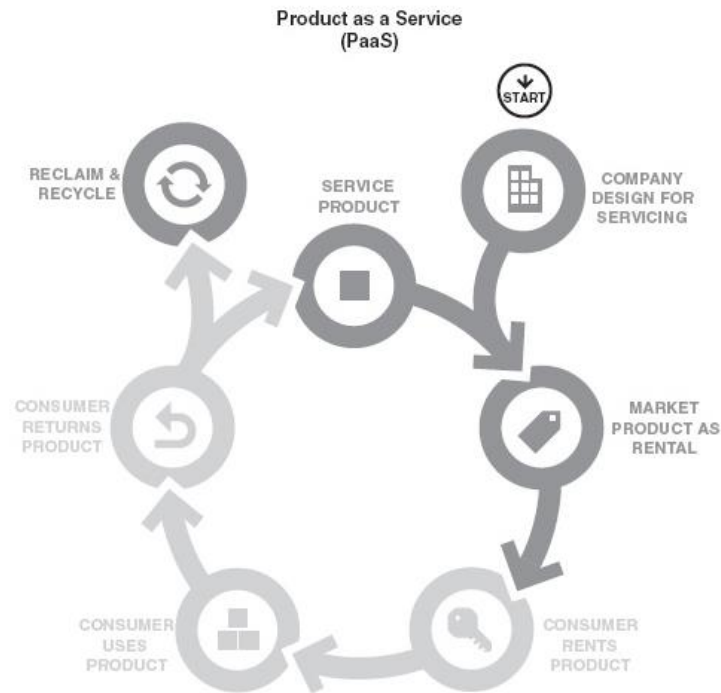 Product as a Service
(PaaS)
START
RECLAIM &
RECYCLE
SERVICE
PRODUCT
COMPANY
DESIGN FOR
SERVICING
CONSUMER
RETURNS
PRODUCT
MARKET
PRODUCT AS
RENTAL
CONSUMER
USES
PRODUCT
CONSUMER
RENTS
PRODUCT